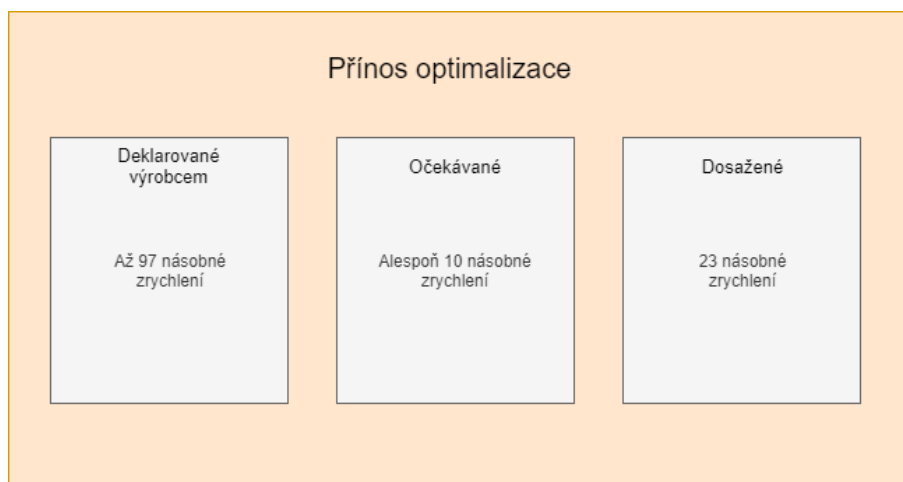 Přínos optimalizace
Deklarované
výrobcem
Až 97 násobné
zrychlení
Očekávané
Alespoň 10 násobné
zrychlení
Dosažené
23 násobné
zrychlení